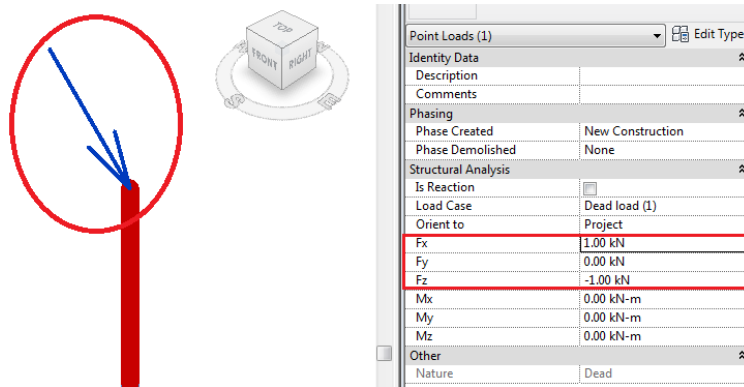 TOP
FRONT
RIGHT
S
E
Point Loads (1)
Edit Type
Identity Data
Description
Comments
Phasing
Phase Created New Construction
Phase Demolished None
Structural Analysis
Is Reaction
Load Case Dead load (1)
Orient to Project
Fx 1.00 kN
Fy 0.00 kN
Fz -1.00 kN
Mx 0.00 kN-m
My 0.00 kN-m
Mz 0.00 kN-m
Other
Nature Dead